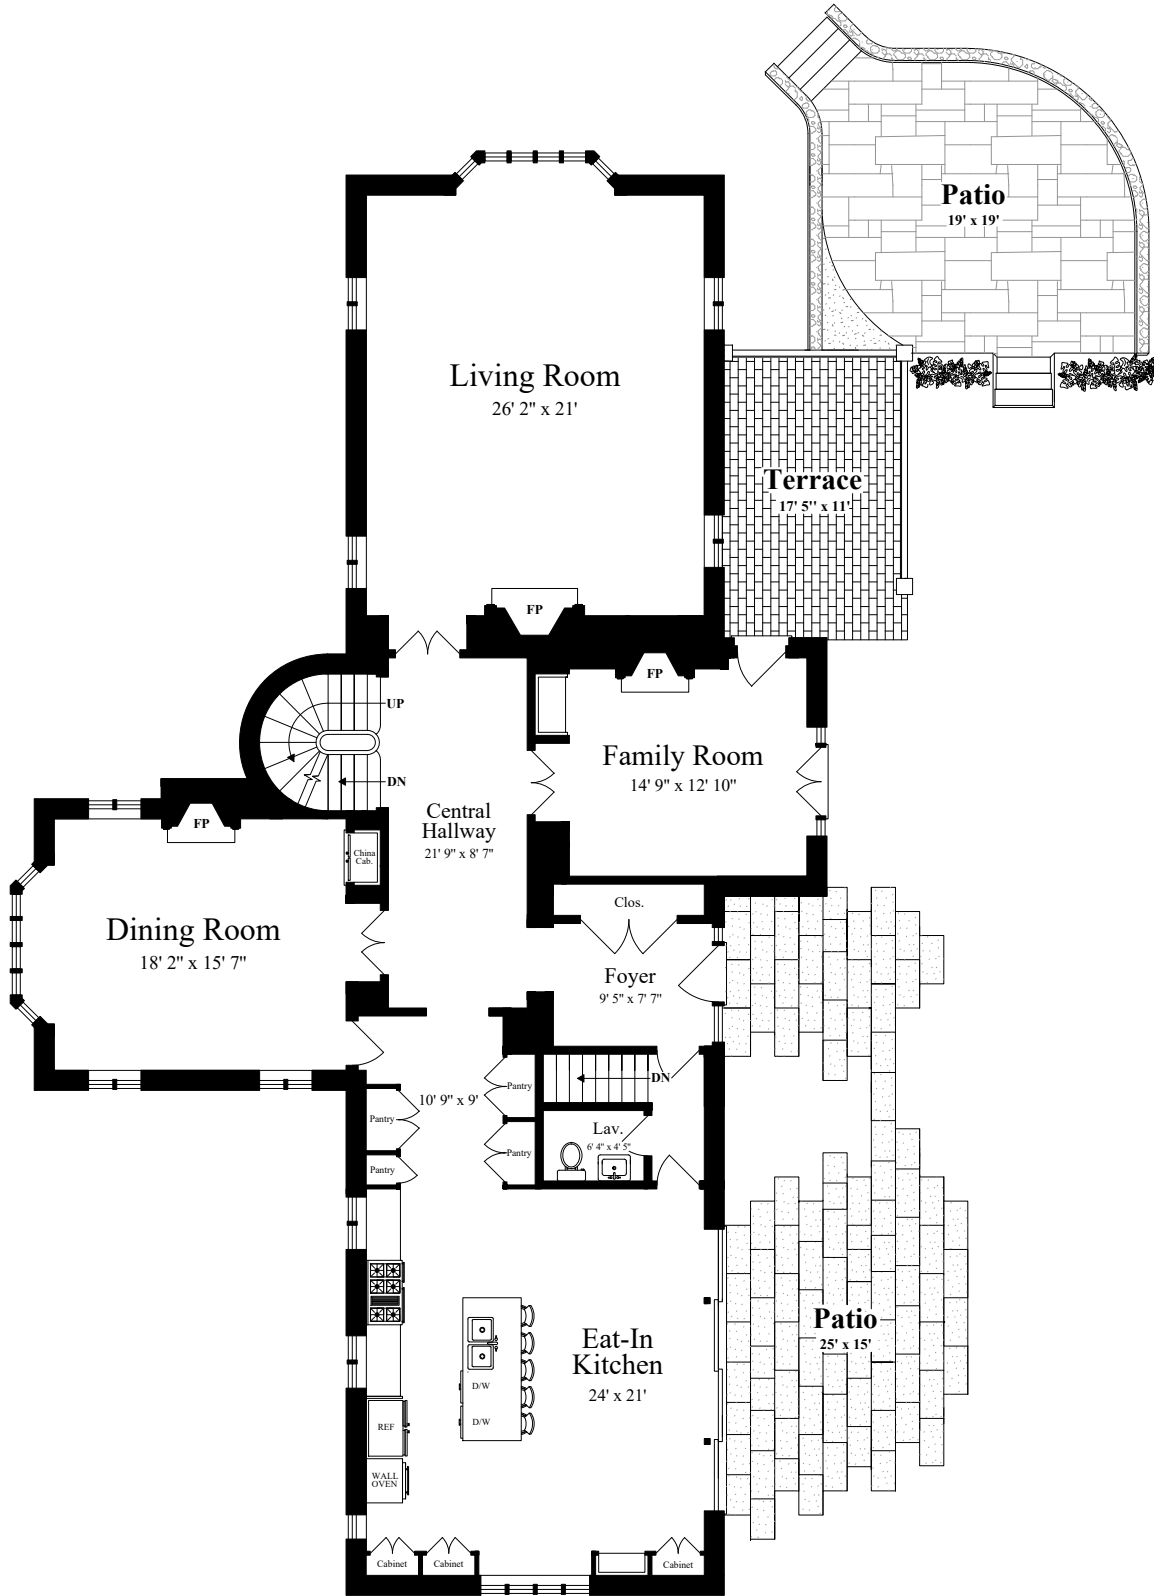 Patio
19' x 19'
Living Room
26' 2" x 21'
Terrace
17' 5" x 11'
FP
FP
UP
DN
Family Room
14' 9" x 12' 10"
Central
Hallway
21' 9" x 8' 7"
FP
China
Cab.
Dining Room
18' 2" x 15' 7"
Clos.
Foyer
9' 5" x 7' 7"
DN
Pantry
10' 9" x 9'
Pantry
Lav.
6' 4" x 4' 5"
Pantry
Pantry
Eat-In
Kitchen
24' x 21'
Patio
25' x 15'
D/W
D/W
REF
WALL
OVEN
Cabinet
Cabinet
Cabinet